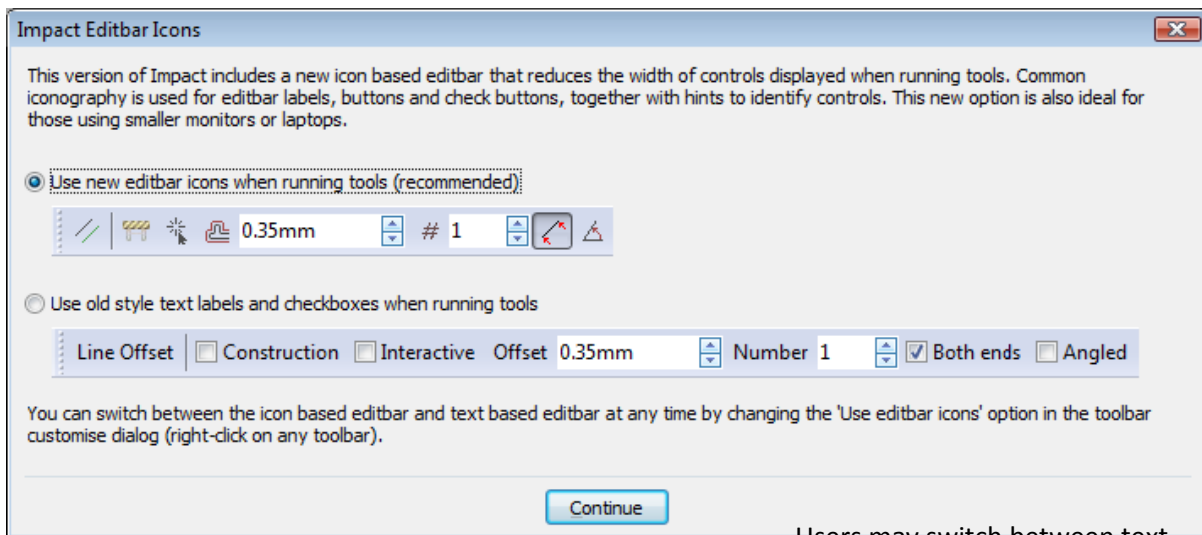 Impact Editbar Icons
This version of Impact includes a new icon based editbar that reduces the width of controls displayed when running tools. Common
iconography is used for editbar labels, buttons and check buttons, together with hints to identify controls. This new option is also ideal for
those using smaller monitors or laptops.
Use new editbar icons when running tools (recommended)
0.35mm # 1
Use old style text labels and checkboxes when running tools
Line Offset Construction Interactive Offset 0.35mm Number 1 Both ends Angled
You can switch between the icon based editbar and text based editbar at any time by changing the 'Use editbar icons' option in the toolbar
customise dialog (right-click on any toolbar).
Continue
Users may switch between text